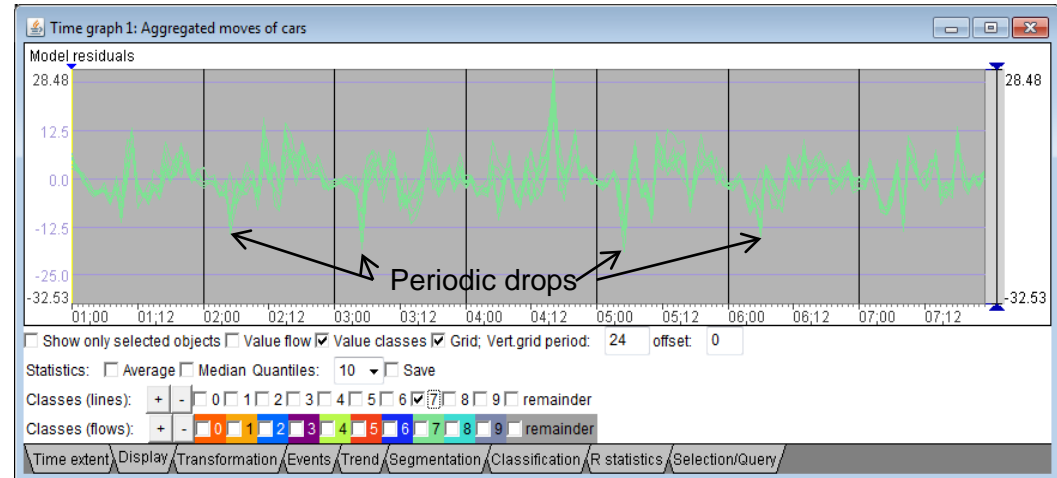 Time graph 1: Aggregated moves of cars
Model residuals
28.48 28.48
12.5
0.0
-12.5
Periodic drops
-25.0
-32.53 -32.53
01;00 01;12 02;00 02;12 03;00 03;12 04;00 04;12 05;00 05;12 06;00 06;12 07;00 07;12
Show only selected objects Value flow Value classes Grid; Vert.grid period: 24 offset: 0
Statistics: Average Median Quantiles: 10 Save
Classes (lines): + - 0 1 2 3 4 5 6 7 8 9 remainder
Classes (flows): + - 0 1 2 3 4 5 6 7 8 9 remainder
Time extent Display Transformation Events Trend Segmentation Classification R statistics Selection/Query